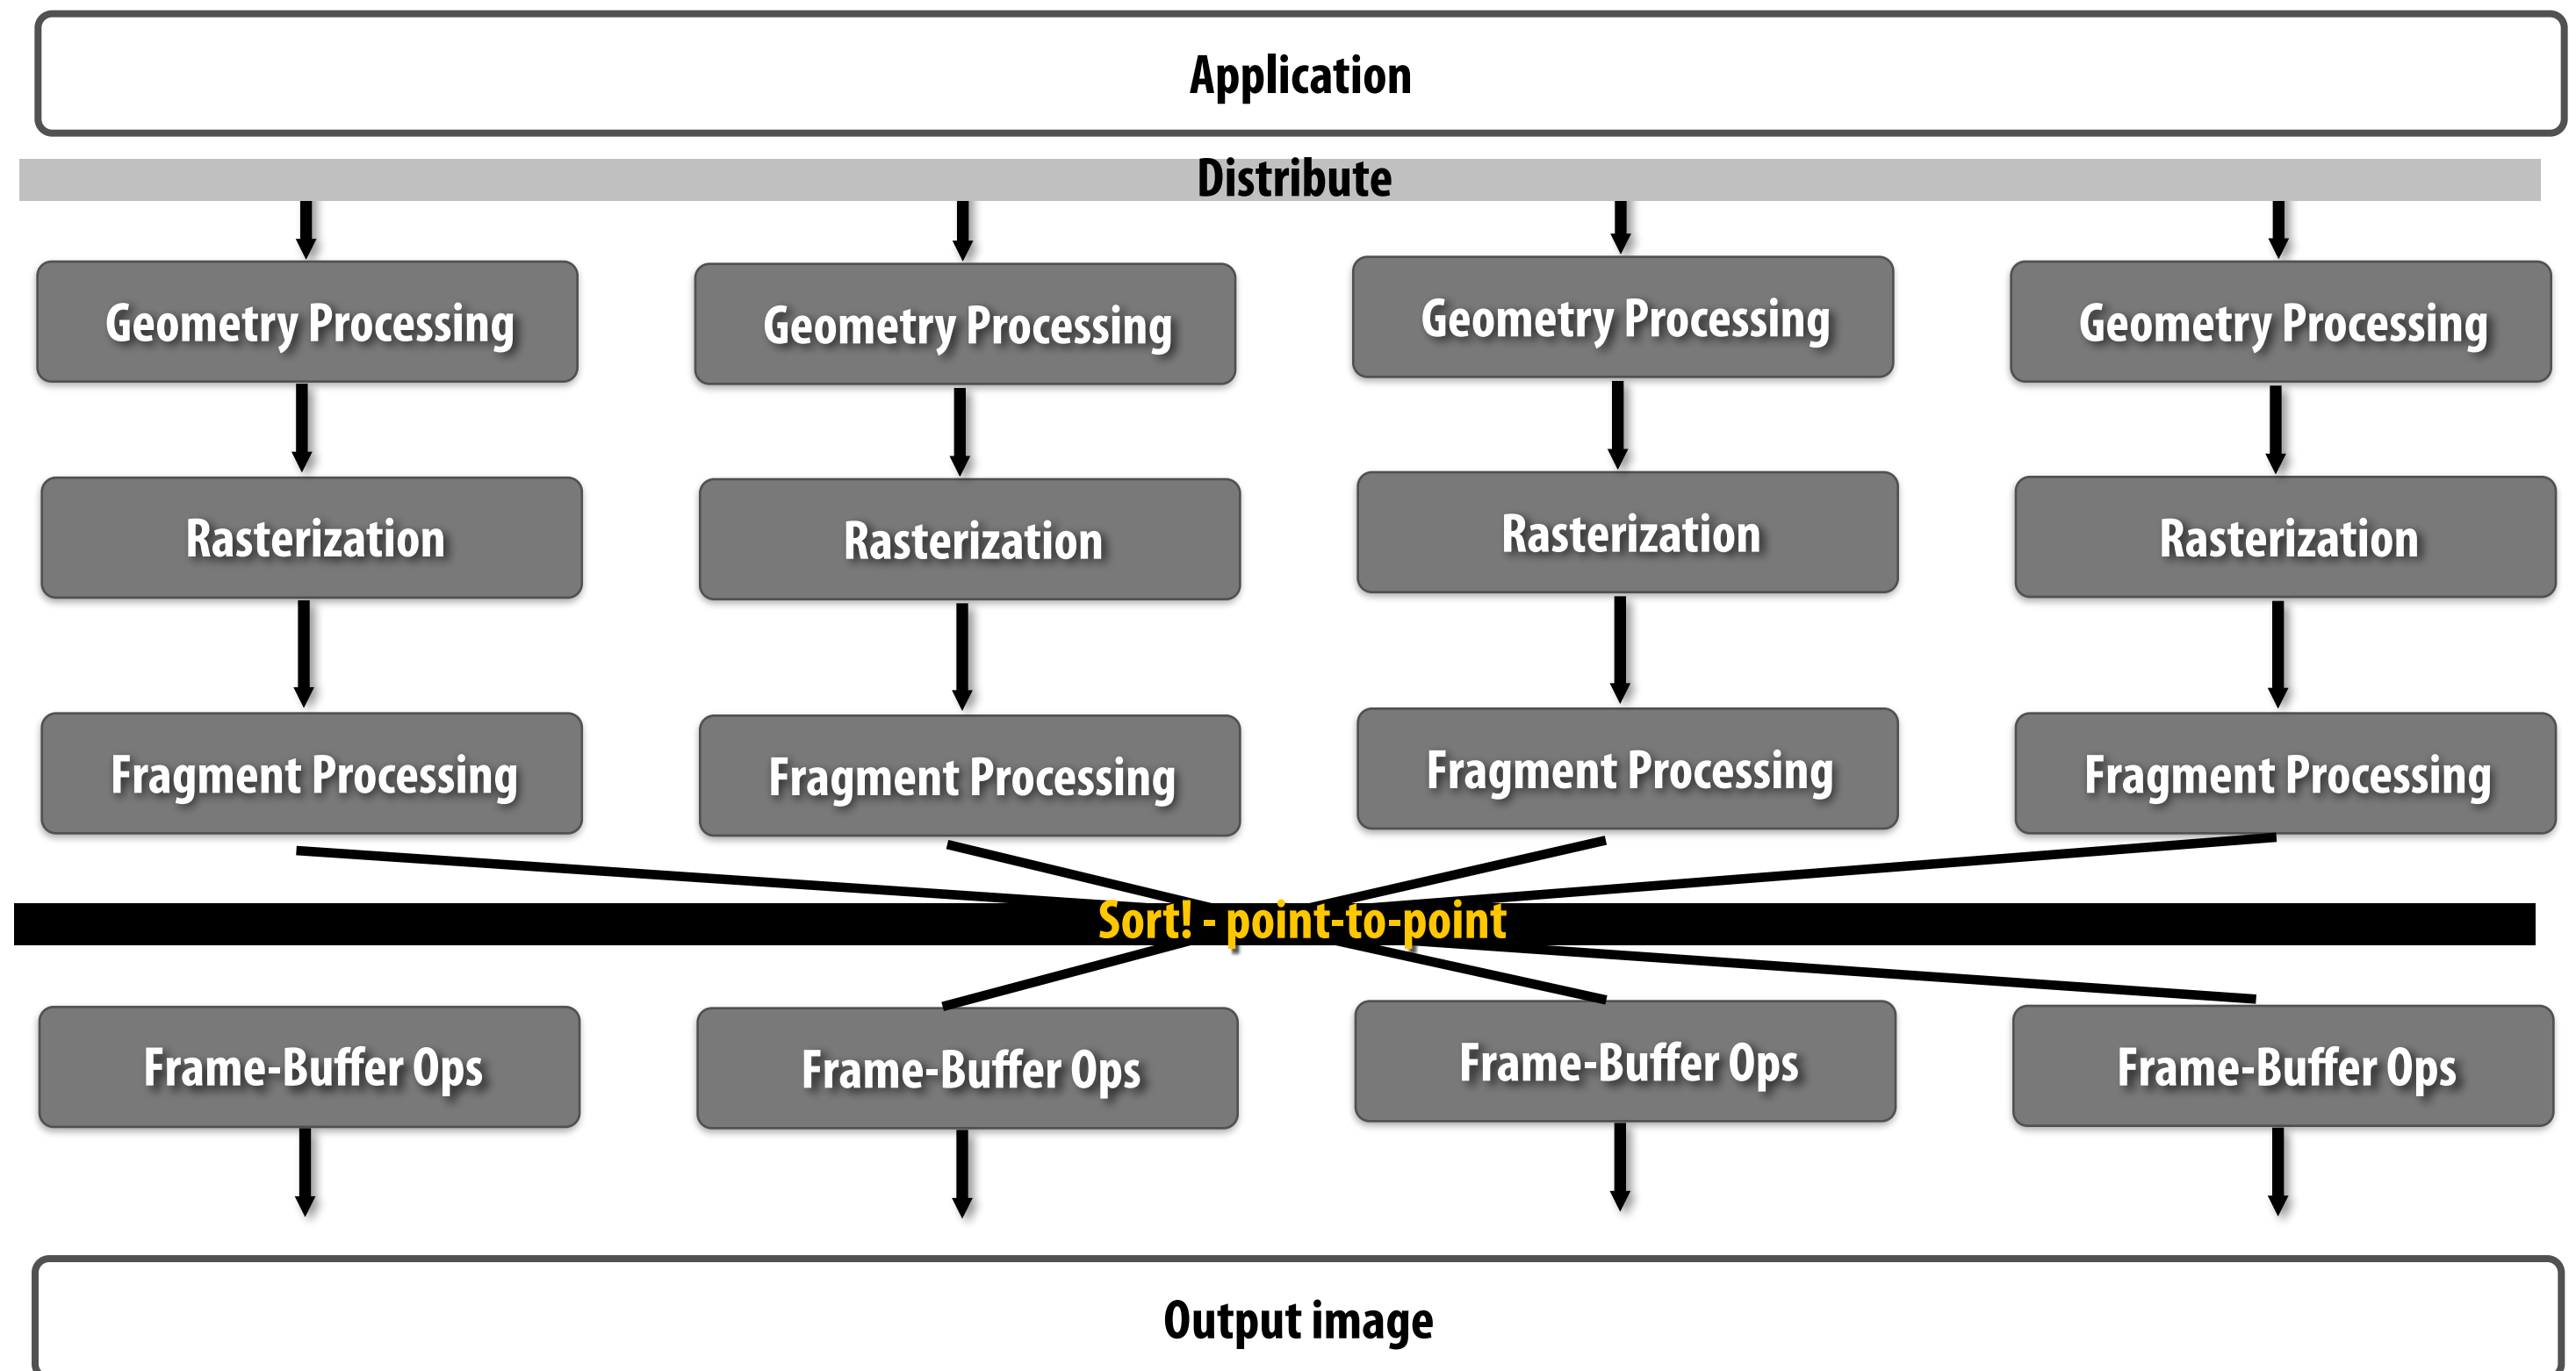 Application
Distribute
Geometry Processing
Geometry Processing
Geometry Processing
Geometry Processing
Rasterization
Rasterization
Rasterization
Rasterization
Fragment Processing
Fragment Processing
Fragment Processing
Fragment Processing
Sort! - point-to-point
Frame-Buffer Ops
Frame-Buffer Ops
Frame-Buffer Ops
Frame-Buffer Ops
Output image